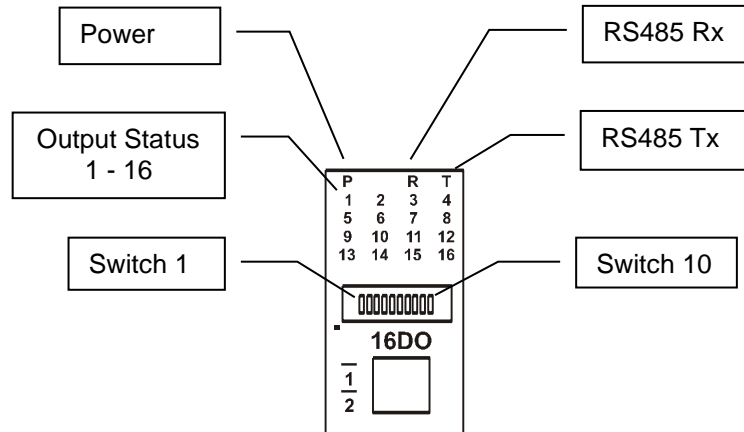 Power
RS485 Rx
Output Status
1 - 16
RS485 Tx
P R T
1 2 3 4
5 6 7 8
9 10 11 12
13 14 15 16
Switch 1
Switch 10
16DO
1
2